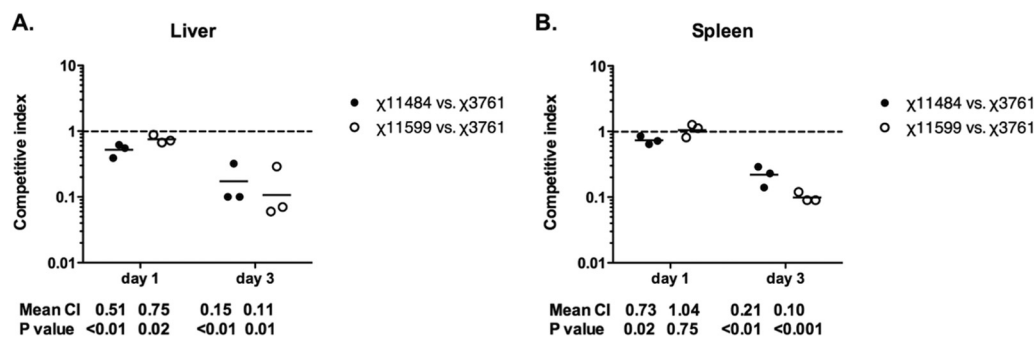 A.
Liver
10
1
0.1
0.01
Competitive index
day 1 day 3
χ11484 vs. χ3761
χ11599 vs. χ3761
Mean CI 0.51 0.75 0.15 0.11
P value <0.01 0.02 <0.01 0.01
B.
Spleen
10
1
0.1
0.01
Competitive index
day 1 day 3
χ11484 vs. χ3761
χ11599 vs. χ3761
Mean CI 0.73 1.04 0.21 0.10
P value 0.02 0.75 <0.01 <0.001